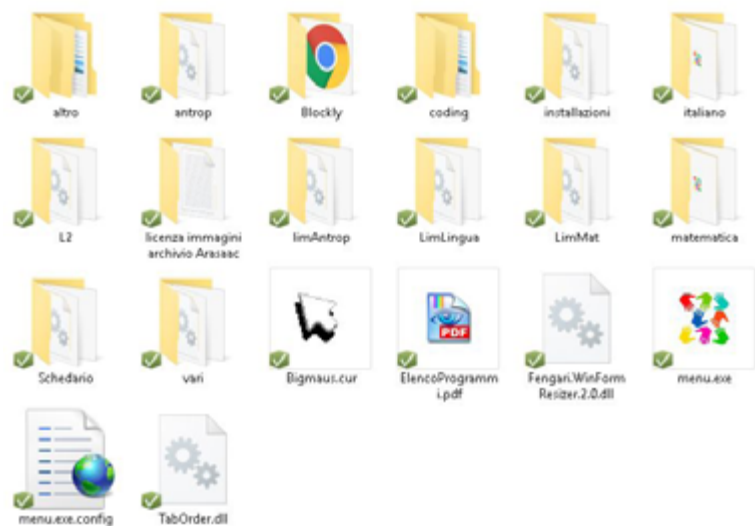 altro
antrop
Blockly
coding
installazioni
italiano
L2
licenza immagini
archivio Arasaac
limAntrop
LimLingua
LimMat
matematica
Schedario
vari
Bigmaus.cur
PDF
ElencoProgramm
i.pdf
Fengari.WinForm
Resizer.2.0.dll
menu.exe
menu.exe.config
TabOrder.dll